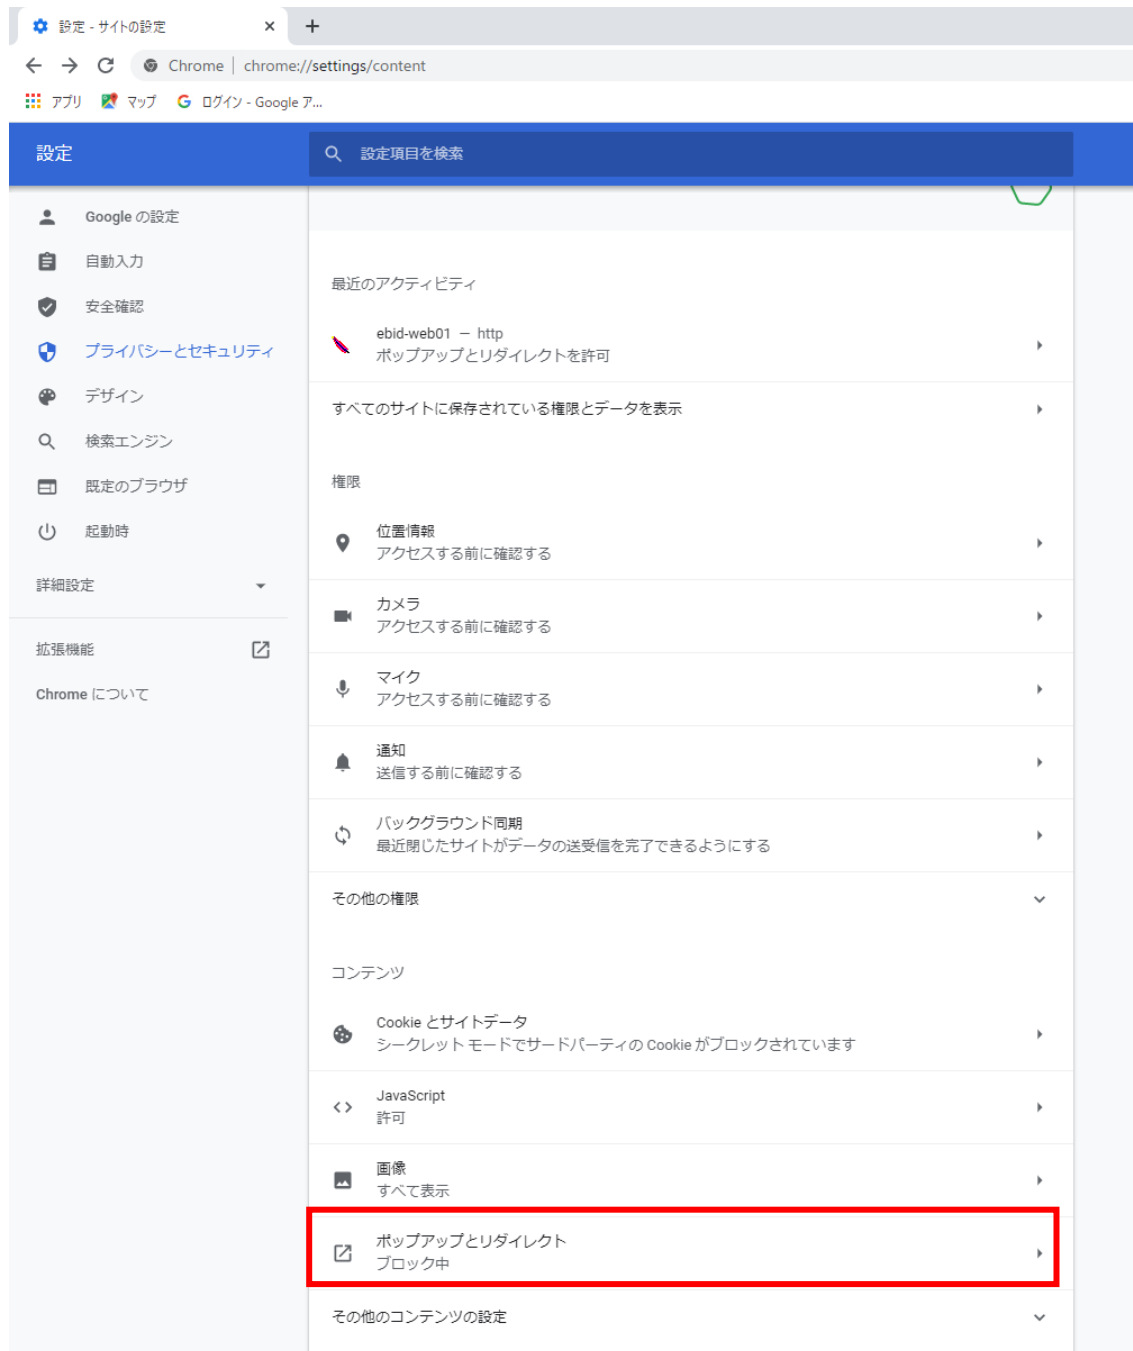 設定 - サイトの設定
Chrome | chrome://settings/content
アプリ マップ ログイン - Google ア...
設定
設定項目を検索
Google の設定
自動入力
安全確認
プライバシーとセキュリティ
デザイン
検索エンジン
既定のブラウザ
起動時
詳細設定
拡張機能
Chrome について
最近のアクティビティ
ebid-web01 — http
ポップアップとリダイレクトを許可
すべてのサイトに保存されている権限とデータを表示
権限
位置情報
アクセスする前に確認する
カメラ
アクセスする前に確認する
マイク
アクセスする前に確認する
通知
送信する前に確認する
バックグラウンド同期
最近閉じたサイトがデータの送受信を完了できるようにする
その他の権限
コンテンツ
Cookie とサイトデータ
シークレット モードでサードパーティの Cookie がブロックされています
JavaScript
許可
画像
すべて表示
ポップアップとリダイレクト
ブロック中
その他のコンテンツの設定